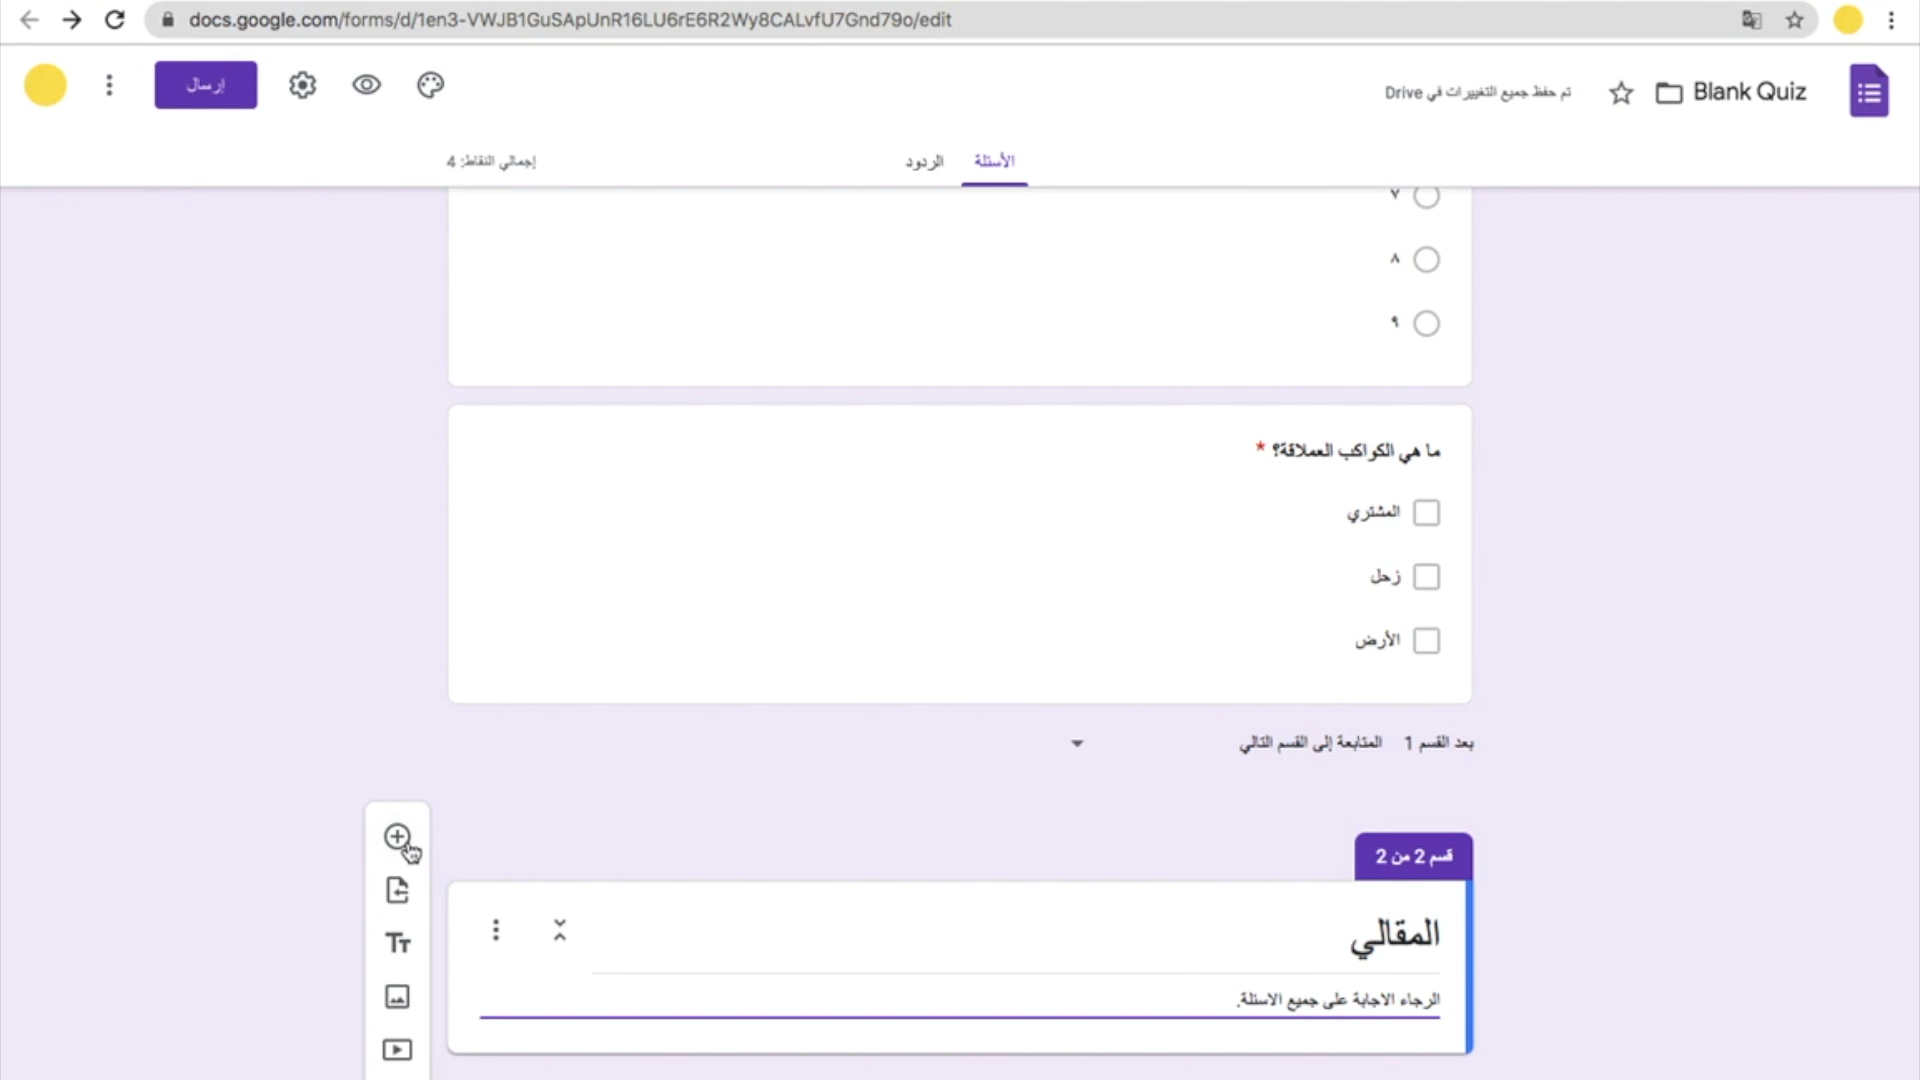 docs.google.com/forms/d/1en3-VWJB1GuSApUnR16LU6rE6R2Wy8CALvfU7Gnd79o/edit
Blank Quiz
تم حفظ جميع التغييرات في Drive
إرسال
الأسئلة
الردود
إجمالي النقاط: 4
٧
٨
٩
ما هي الكواكب العملاقة؟ *
المشتري
زحل
الأرض
بعد القسم 1 المتابعة إلى القسم التالي
قسم 2 من 2
المقالي
الرجاء الاجابة على جميع الاسئلة.